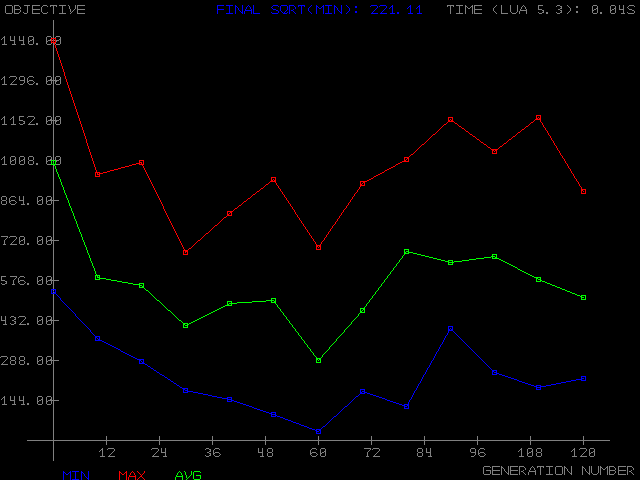 OBJECTIVE FINAL SQRT(MIN): 221.11 TIME (LUA 5.3): 0.04S
1440.00
1296.00
1152.00
1008.00
864.00
720.00
576.00
432.00
288.00
144.00
12 24 36 48 60 72 84 96 108 120
GENERATION NUMBER
MIN MAX AVG